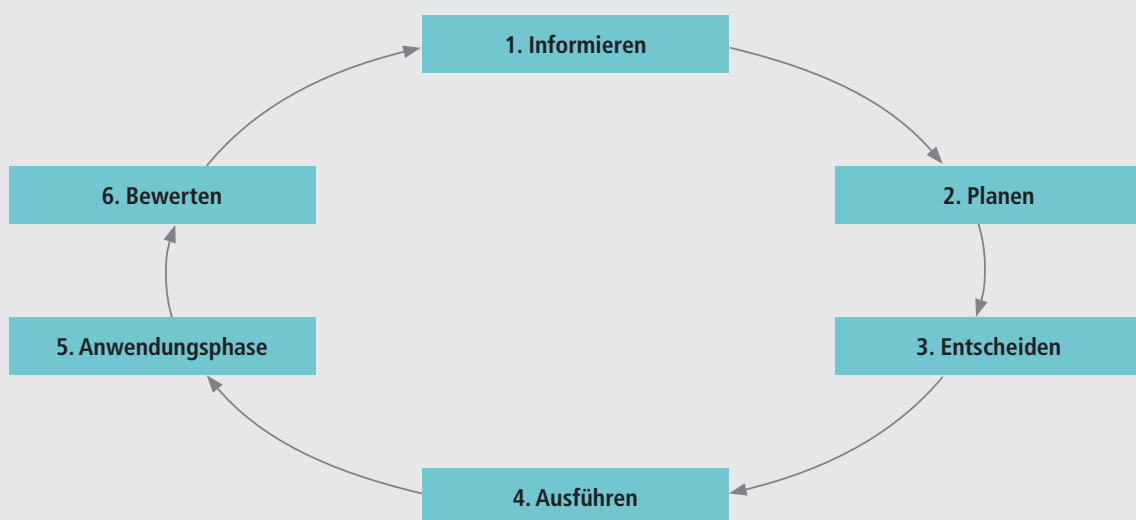 1. Informieren
2. Planen
3. Entscheiden
4. Ausführen
5. Anwendungsphase
6. Bewerten